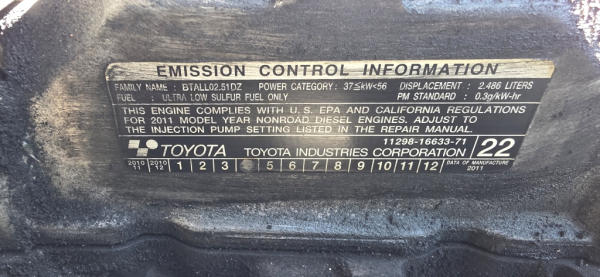 EMISSION CONTROL INFORMATION
FAMILY NAME : BTALL02.51DZ POWER CATEGORY : 37≤kW<56 DISPLACEMENT : 2.486 LITERS
FUEL : ULTRA LOW SULFUR FUEL ONLY PM STANDARD : 0.3g/kW-hr
THIS ENGINE COMPLIES WITH U.S. EPA AND CALIFORNIA REGULATIONS
FOR 2011 MODEL YEAR NONROAD DIESEL ENGINES. ADJUST TO
THE INJECTION PUMP SETTING LISTED IN THE REPAIR MANUAL.
11298-16633-71
TOYOTA TOYOTA INDUSTRIES CORPORATION 22
2010 11 2010 12 1 2 3 5 6 7 8 9 10 11 12 DATA OF MANUFACTURE 2011